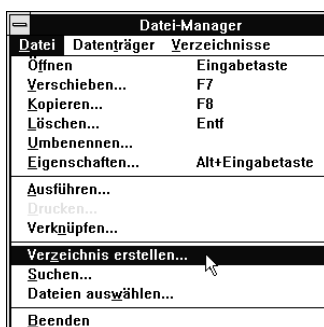 Datei-Manager
Datei Datenträger Verzeichnisse
Öffnen Eingabetaste
Verschieben... F7
Kopieren... F8
Löschen... Entf
Umbenennen...
Eigenschaften... Alt+Eingabetaste
Ausführen...
Drucken...
Verknüpfen...
Verzeichnis erstellen...
Suchen...
Dateien auswählen...
Beenden